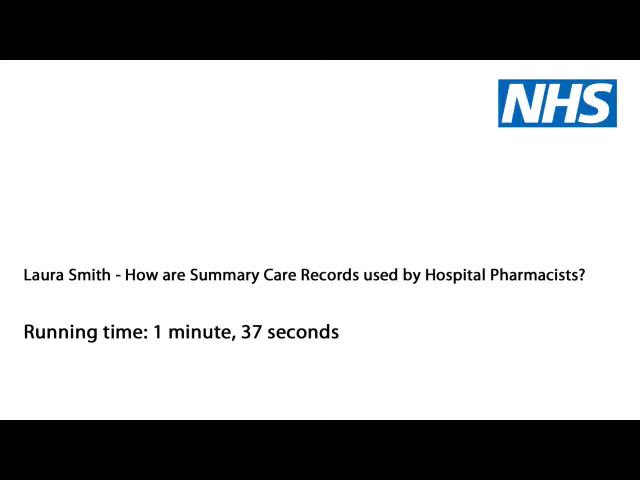 NHS
Laura Smith - How are Summary Care Records used by Hospital Pharmacists?
Running time: 1 minute, 37 seconds